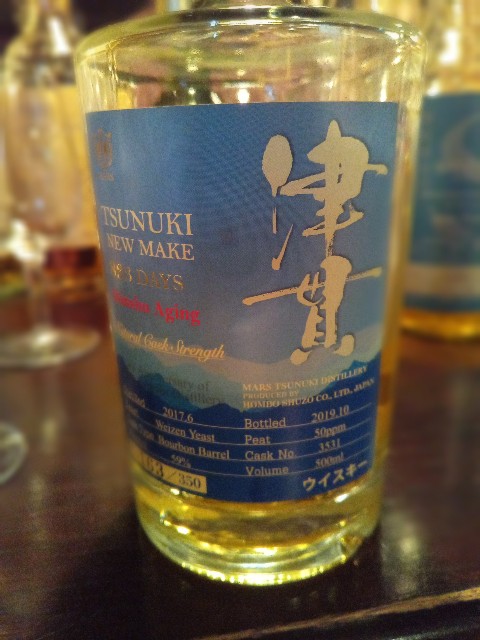 津貫
TSUNUKI
NEW MAKE
DAYS
Aging
Cask Strength
MARS TSUNUKI DISTILLERY
PRODUCED BY
HOMBO SHUZO CO., LTD. JAPAN
2017.6
Weizen Yeast
Bourbon Barrel
59%
/350
Bottled 2019.10
Peat 50ppm
Cask No 3531
Volume 500ml
ウイスキー